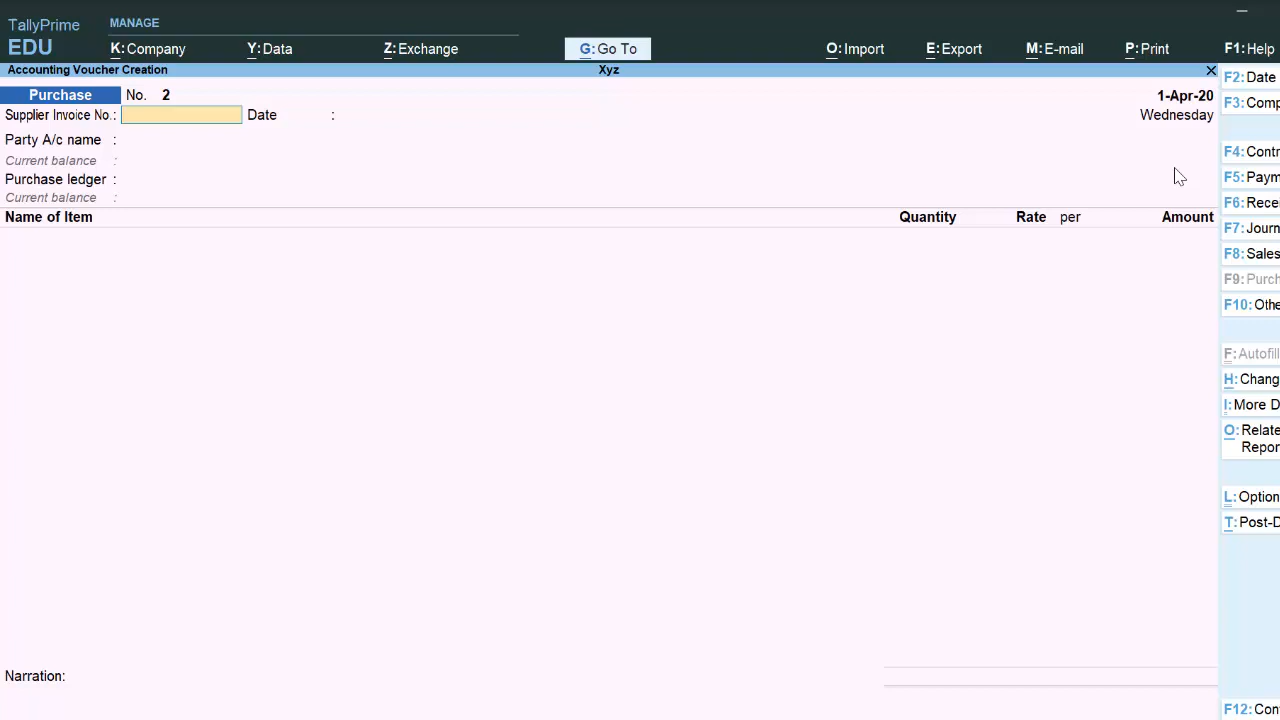 TallyPrime
EDU
MANAGE
K:Company Y:Data Z:Exchange G:Go To O:Import E:Export M:E-mail P:Print F1:Help
Accounting Voucher Creation Xyz
Purchase No. 2 1-Apr-20
Supplier Invoice No.: Date : Wednesday
Party A/c name :
Current balance :
Purchase ledger :
Current balance :
Name of Item Quantity Rate per Amount
Narration:
F2:Date
F3:Comp
F4:Contr
F5:Paym
F6:Recei
F7:Journ
F8:Sales
F9:Purch
F10:Othe
F:Autofill
H:Chang
I:More D
O:Relate
Repor
L:Option
T:Post-D
F12:Con